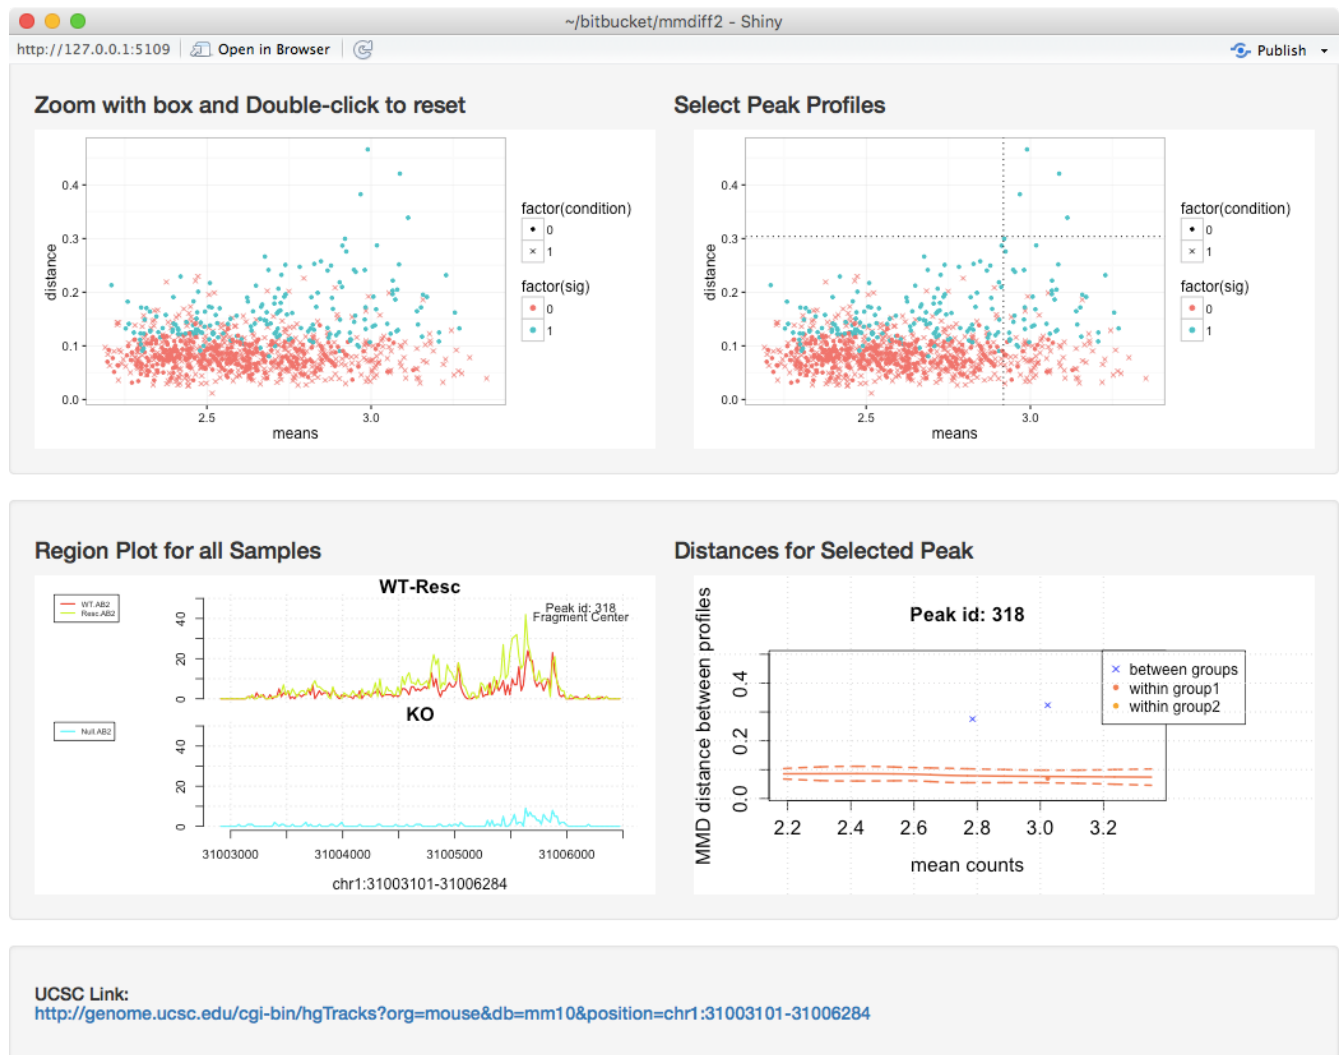 ~/bitbucket/mmdiff2 - Shiny
http://127.0.0.1:5109
Open in Browser
Publish
Zoom with box and Double-click to reset
0.4
0.3
0.2
0.1
0.0
distance
2.5 3.0
means
factor(condition)
0
1
factor(sig)
0
1
Select Peak Profiles
0.4
0.3
0.2
0.1
0.0
distance
2.5 3.0
means
factor(condition)
0
1
factor(sig)
0
1
Region Plot for all Samples
WT-Resc
WT.AB2
Resc.AB2
Peak id: 318
Fragment Center
40
20
0
KO
Null.AB2
40
20
0
31003000 31004000 31005000 31006000
chr1:31003101-31006284
Distances for Selected Peak
Peak id: 318
MMD distance between profiles
0.4
0.2
0.0
between groups
within group1
within group2
2.2 2.4 2.6 2.8 3.0 3.2
mean counts
UCSC Link:
http://genome.ucsc.edu/cgi-bin/hgTracks?org=mouse&db=mm10&position=chr1:31003101-31006284